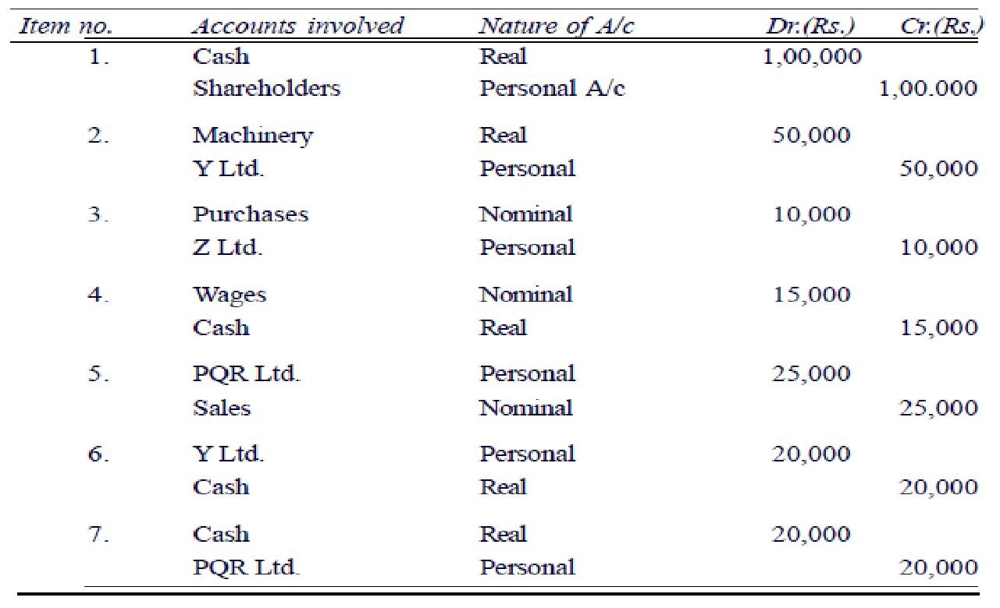 Item no. Accounts involved Nature of A/c Dr.(Rs.) Cr.(Rs.)
1. Cash Real 1,00,000
Shareholders Personal A/c 1,00.000
2. Machinery Real 50,000
Y Ltd. Personal 50,000
3. Purchases Nominal 10,000
Z Ltd. Personal 10,000
4. Wages Nominal 15,000
Cash Real 15,000
5. PQR Ltd. Personal 25,000
Sales Nominal 25,000
6. Y Ltd. Personal 20,000
Cash Real 20,000
7. Cash Real 20,000
PQR Ltd. Personal 20,000